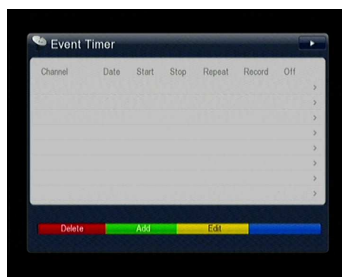 Event Timer
Channel Date Start Stop Repeat Record Off
Delete Add Edit